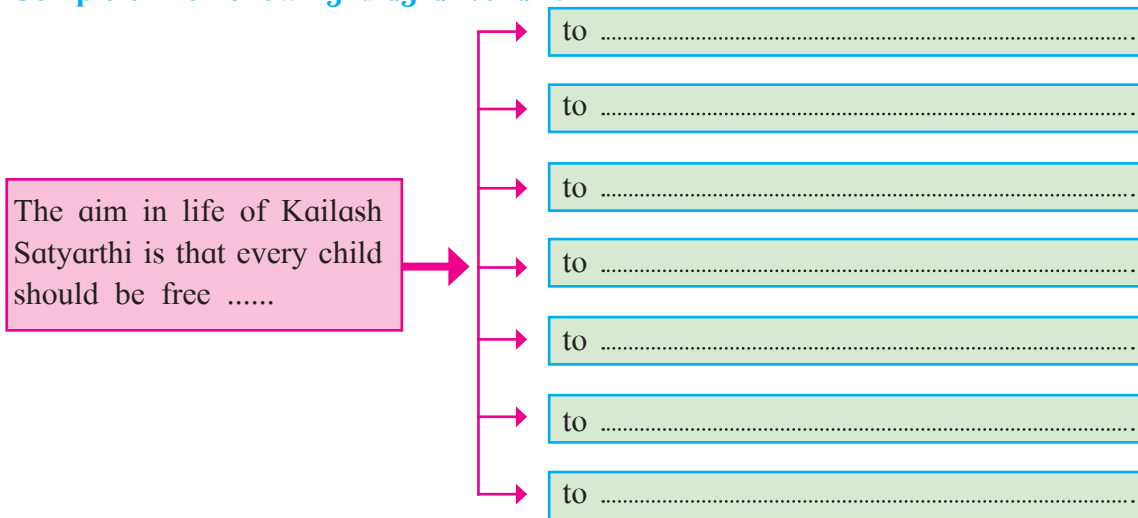 to ..........
to ..........
to ..........
The aim in life of Kailash
Satyarthi is that every child
should be free ......
to ..........
to ..........
to ..........
to ..........